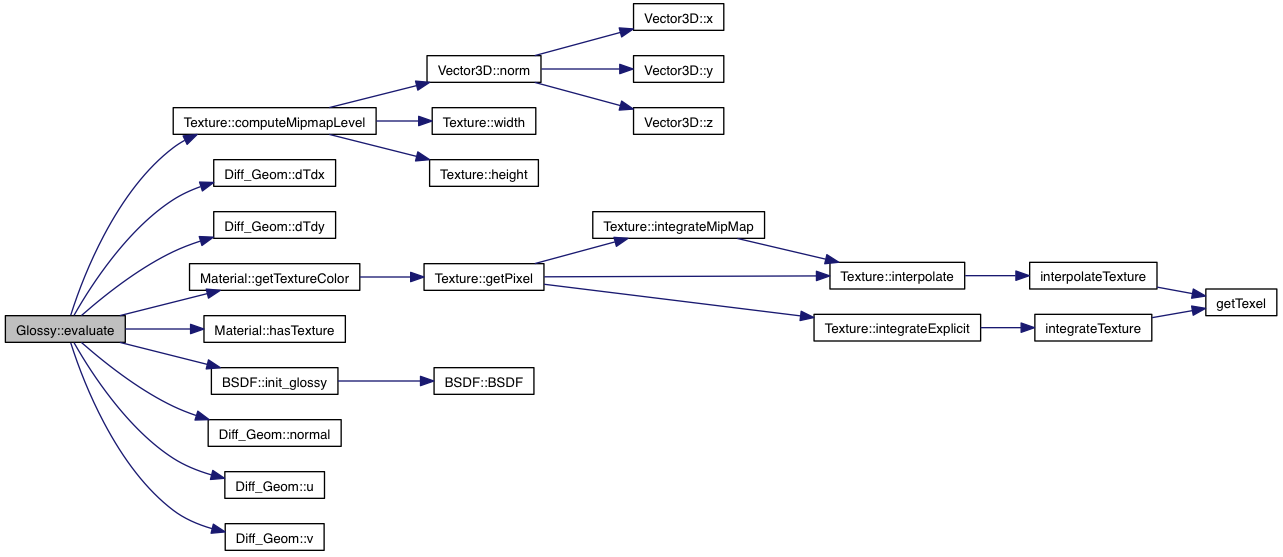 Vector3D::x
Vector3D::norm
Vector3D::y
Texture::computeMipmapLevel
Texture::width
Vector3D::z
Diff_Geom::dTdx
Texture::height
Diff_Geom::dTdy
Texture::integrateMipMap
Material::getTextureColor
Texture::getPixel
Texture::interpolate
interpolateTexture
getTexel
Glossy::evaluate
Material::hasTexture
Texture::integrateExplicit
integrateTexture
BSDF::init_glossy
BSDF::BSDF
Diff_Geom::normal
Diff_Geom::u
Diff_Geom::v